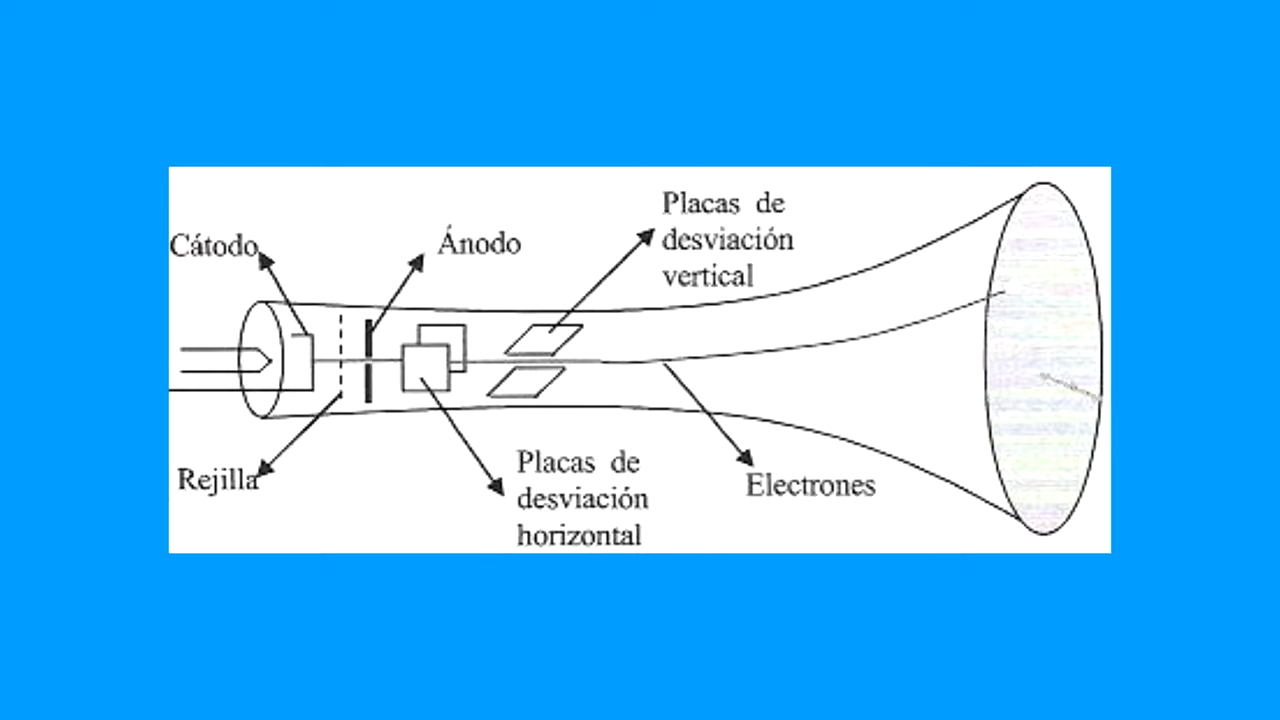 Placas de
desviación
vertical
Cátodo
Ánodo
Rejilla
Placas de
desviación
horizontal
Electrones